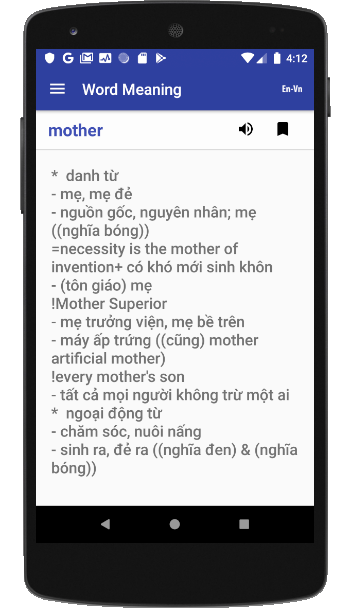 4:12
Word Meaning
En-Vn
mother
* danh từ
- mẹ, mẹ đẻ
- nguồn gốc, nguyên nhân; mẹ
((nghĩa bóng))
=necessity is the mother of
invention+ có khó mới sinh khôn
- (tôn giáo) mẹ
!Mother Superior
- mẹ trưởng viện, mẹ bề trên
- máy ấp trứng ((cũng) mother
artificial mother)
!every mother's son
- tất cả mọi người không trừ một ai
* ngoại động từ
- chăm sóc, nuôi nấng
- sinh ra, đẻ ra ((nghĩa đen) & (nghĩa
bóng))